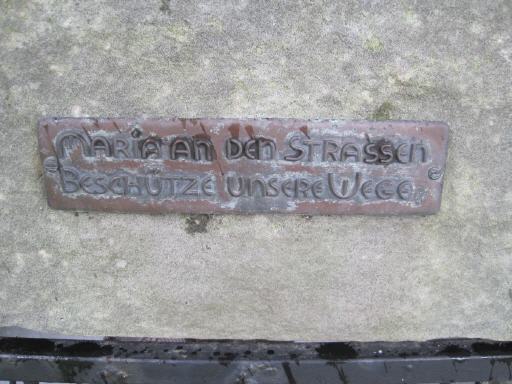 MARIA AN DEN STRASSEN
BESCHÜTZE UNSERE WEGE